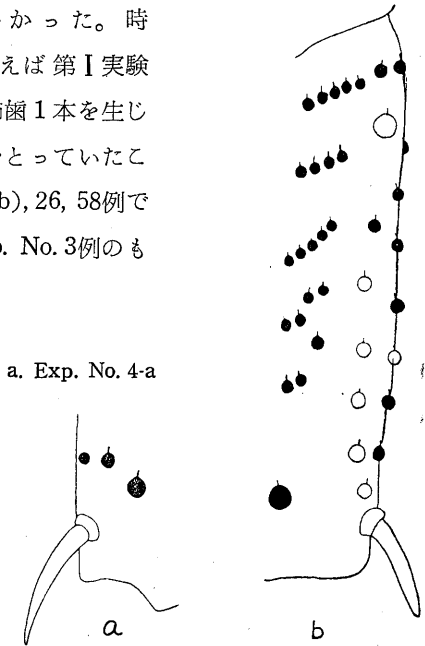 かった。時
えば第I実験
歯1本を生じ
とっていたこ
b), 26, 58例で
. No. 3例のも
a. Exp. No. 4-a
a
b